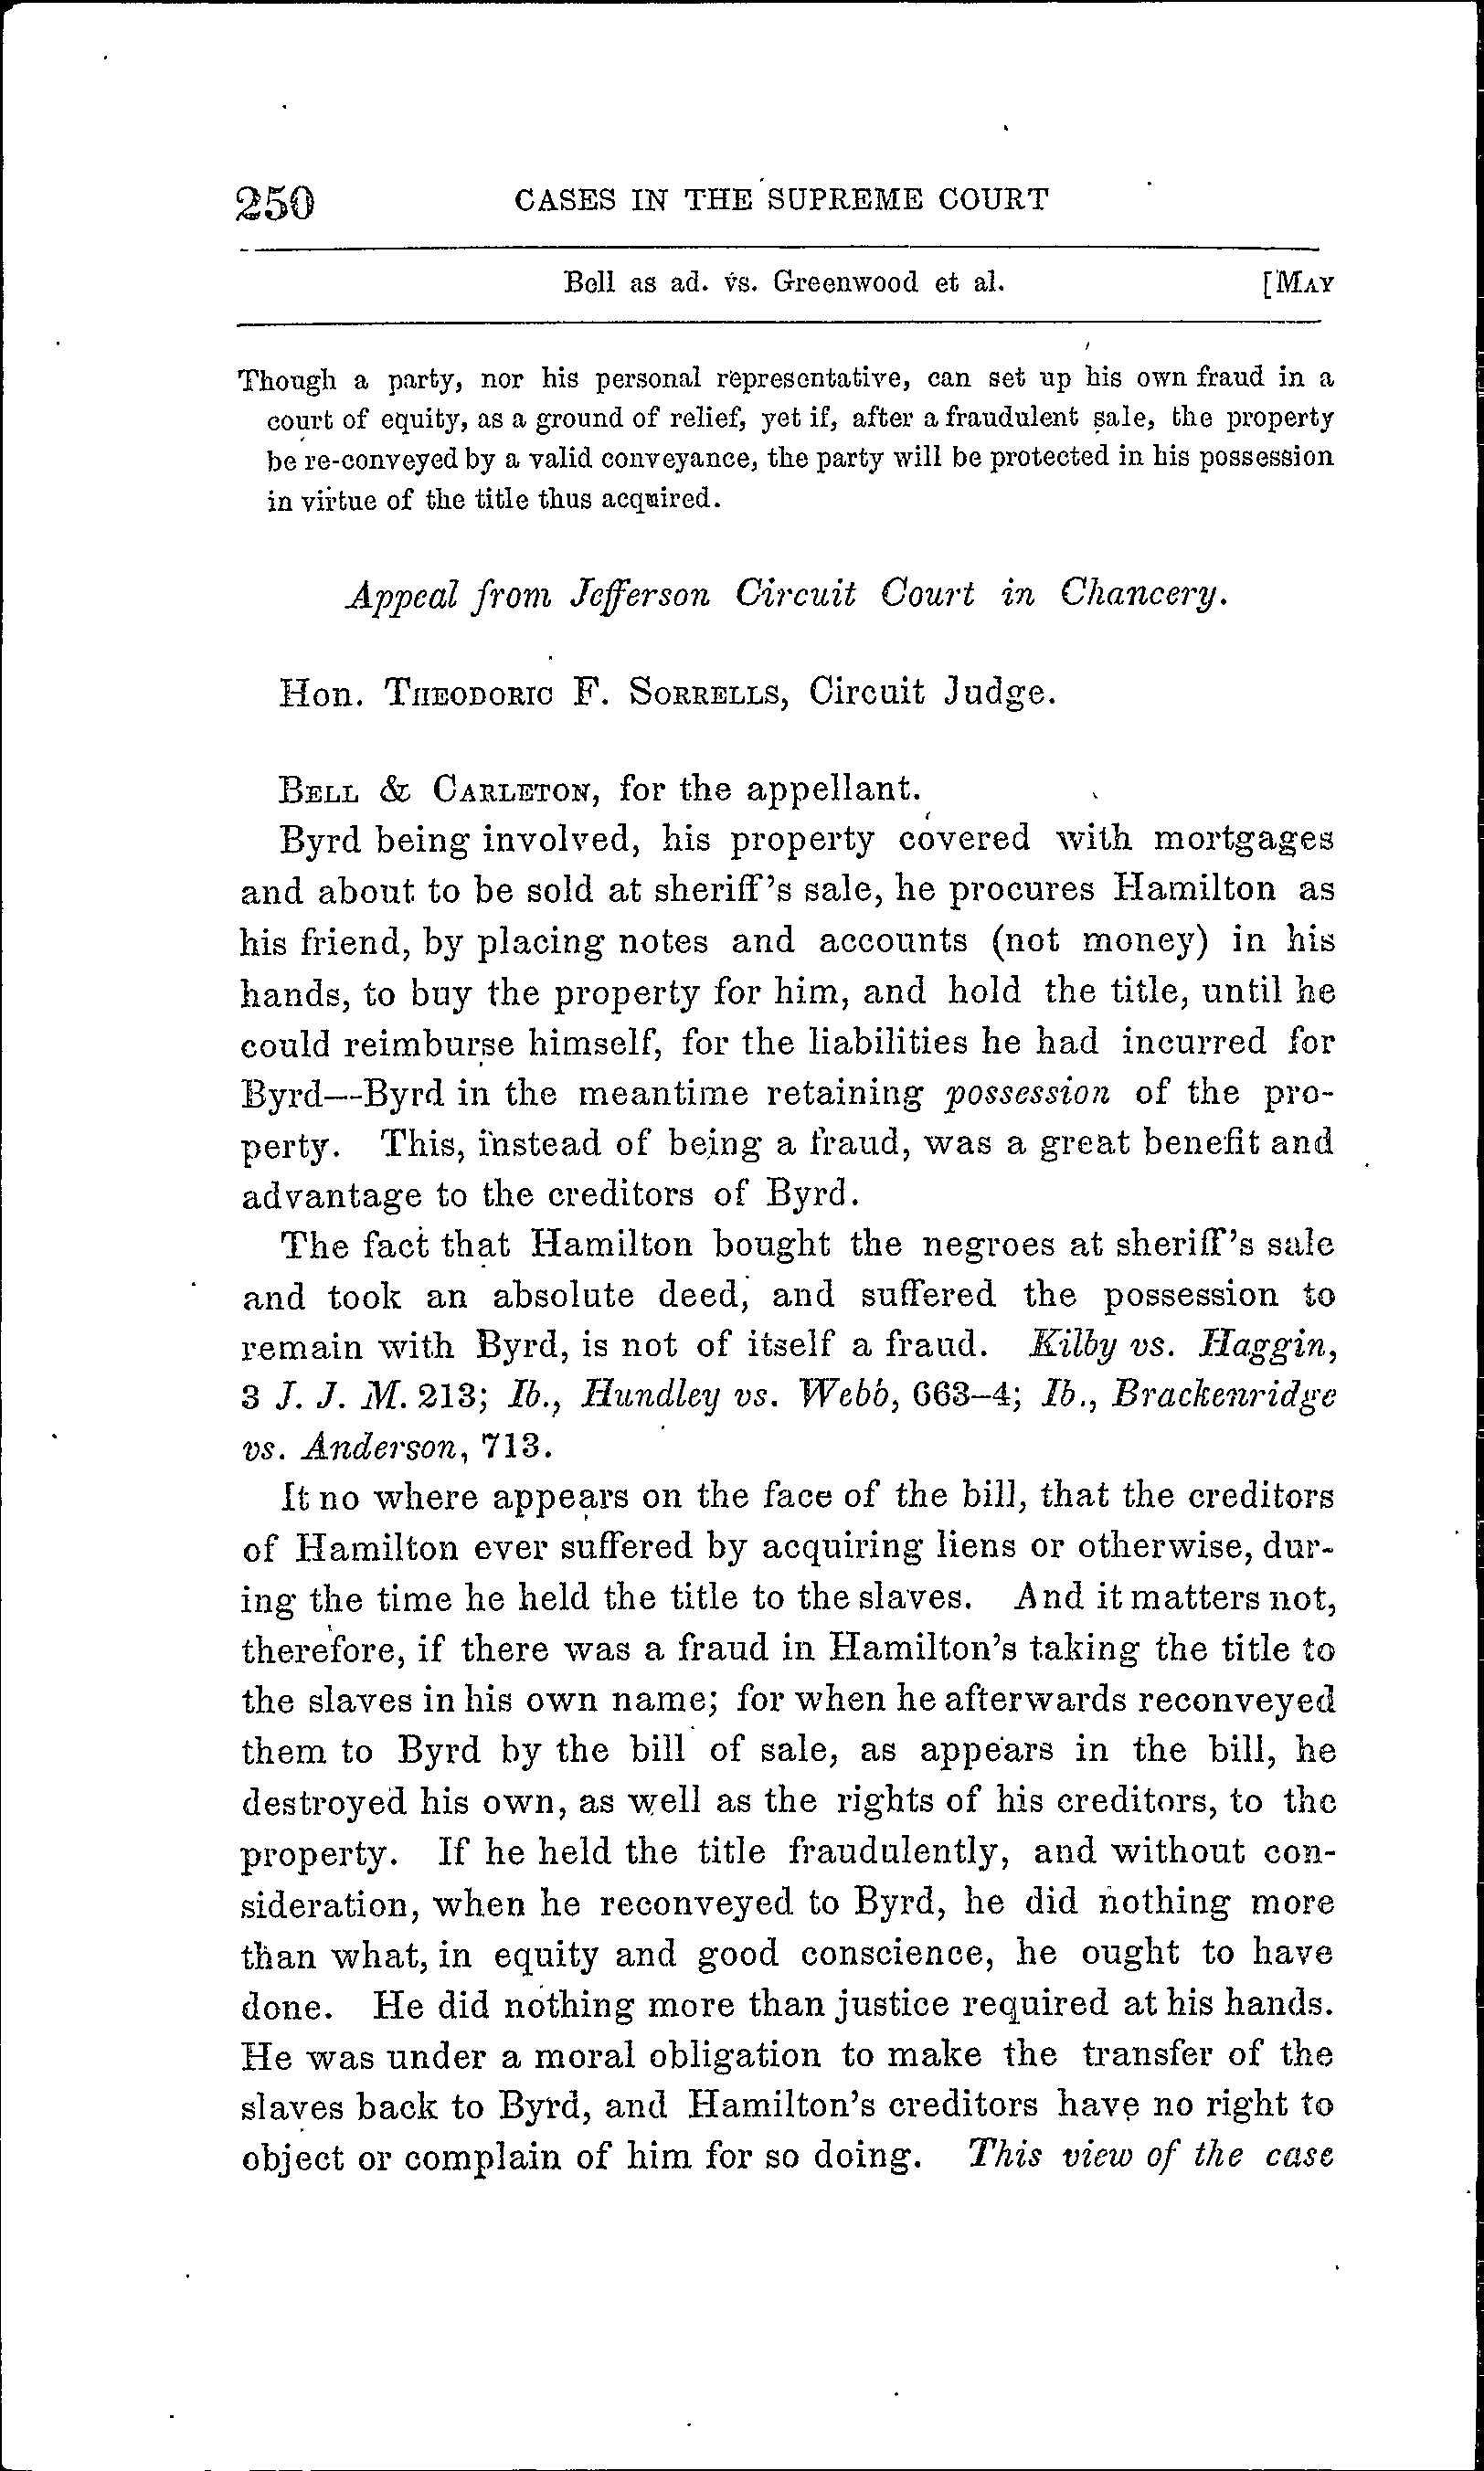 250 CASES IN THE SUPREME COURT
Bell as ad. vs. Greenwood et al. [MAY
Though a party, nor his personal representative, can set up his own fraud in a
court of equity, as a ground of relief, yet if, after a fraudulent sale, the property
be re-conveyed by a valid conveyance, the party will be protected in his possession
in virtue of the title thus acquired.
Appeal from Jefferson Circuit Court in Chancery.
Hon. THEODORIC F. SORRELLS, Circuit Judge.
BELL & CARLETON, for the appellant.
Byrd being involved, his property covered with mortgages
and about to be sold at sheriff's sale, he procures Hamilton as
his friend, by placing notes and accounts (not money) in his
hands, to buy the property for him, and hold the title, until he
could reimburse himself, for the liabilities he had incurred for
Byrd—Byrd in the meantime retaining possession of the pro-
perty. This, instead of being a fraud, was a great benefit and
advantage to the creditors of Byrd.
The fact that Hamilton bought the negroes at sheriff's sale
and took an absolute deed, and suffered the possession to
remain with Byrd, is not of itself a fraud. Kilby vs. Haggin,
3 J. J. M. 213; Ib., Hundley vs. Webb, 663-4; Ib., Brackenridge
vs. Anderson, 713.
It no where appears on the face of the bill, that the creditors
of Hamilton ever suffered by acquiring liens or otherwise, dur-
ing the time he held the title to the slaves. And it matters not,
therefore, if there was a fraud in Hamilton's taking the title to
the slaves in his own name; for when he afterwards reconveyed
them to Byrd by the bill of sale, as appears in the bill, he
destroyed his own, as well as the rights of his creditors, to the
property. If he held the title fraudulently, and without con-
sideration, when he reconveyed to Byrd, he did nothing more
than what, in equity and good conscience, he ought to have
done. He did nothing more than justice required at his hands.
He was under a moral obligation to make the transfer of the
slaves back to Byrd, and Hamilton's creditors have no right to
object or complain of him for so doing. This view of the case